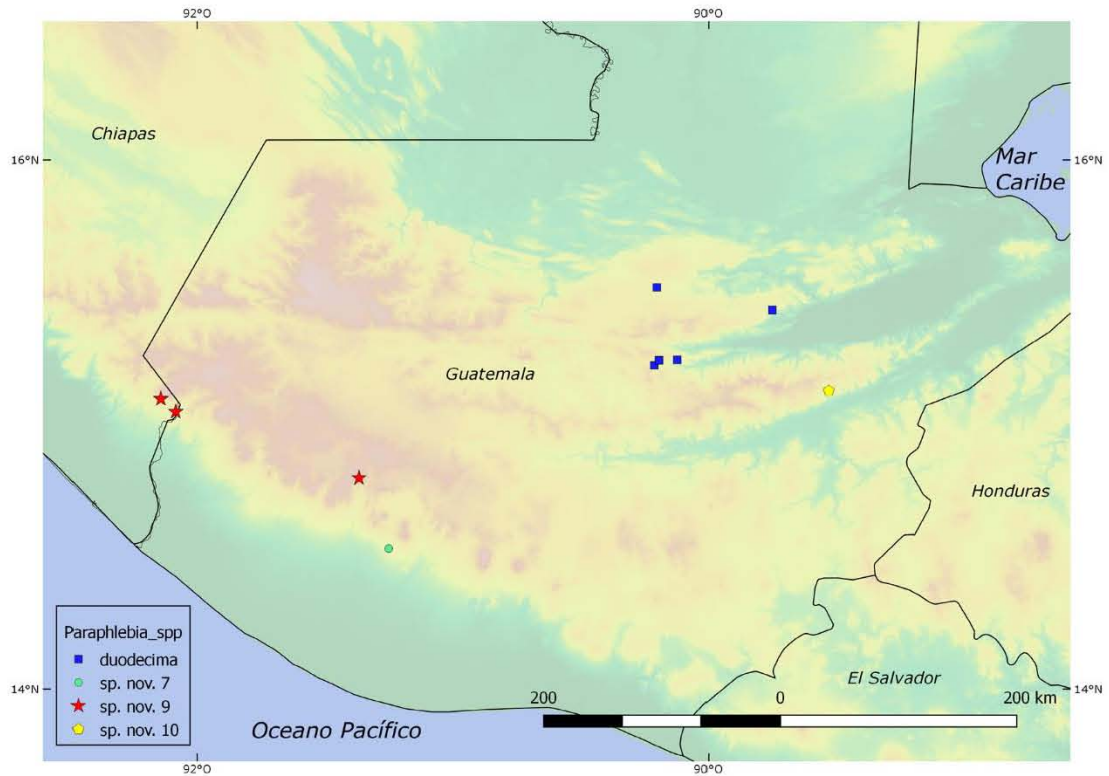 92°O
90°O
Chiapas
16°N
16°N
Mar
Caribe
Guatemala
Honduras
Paraphlebia_spp
duodecima
sp. nov. 7
sp. nov. 9
sp. nov. 10
14°N
14°N
El Salvador
200
0
200 km
Oceano Pacífico
92°O
90°O